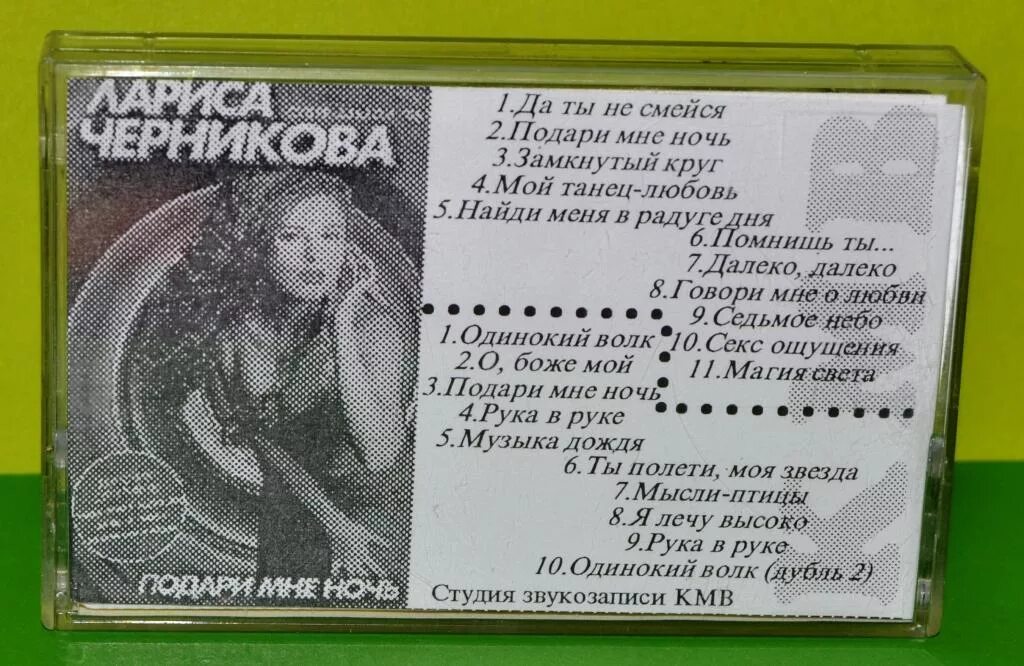 ЛАРИСА
ЧЕРНИКОВА
1.Да ты не смейся
2.Подари мне ночь
3.Замкнутый круг
4.Мой танец-любовь
5.Найди меня в радуге дня
6.Помнишь ты...
7.Далеко, далеко
8.Говори мне о любви
9.Седьмое небо
10.Секс ощущения
11.Магия света
1.Одинокий волк
2.О, боже мой
3.Подари мне ночь
4.Рука в руке
5.Музыка дождя
6.Ты полети, моя звезда
7.Мысли-птицы
8.Я лечу высоко
9.Рука в руке
10.Одинокий волк (дубль 2)
ПОДАРИ МНЕ НОЧЬ
Студия звукозаписи КМВ